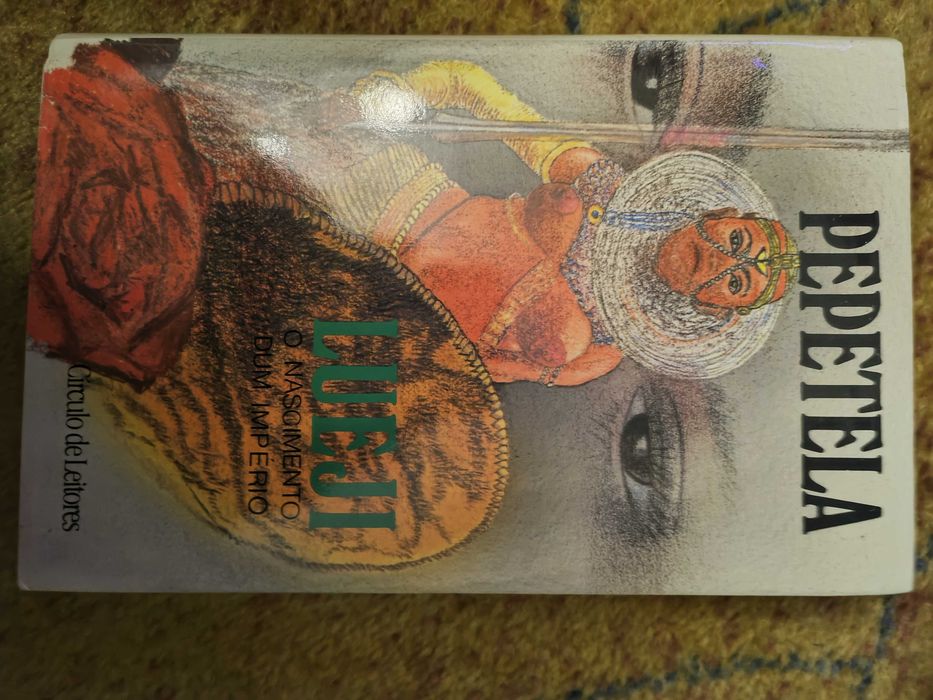 PEPETELA
LUEJI
O NASCIMENTO
DUM IMPÉRIO
Círculo de Leitores